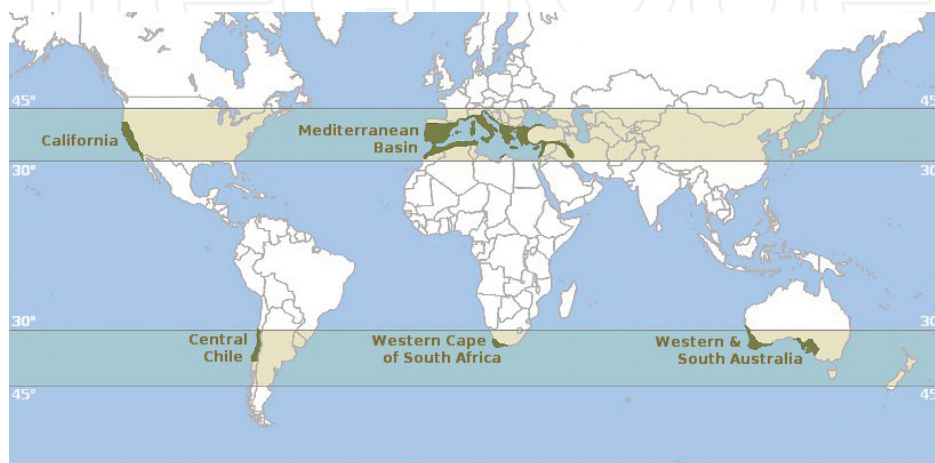 45°
45
California
Mediterranean
Basin
30°
30
30°
30
Central
Chile
Western Cape
of South Africa
Western &
South Australia
45°
45